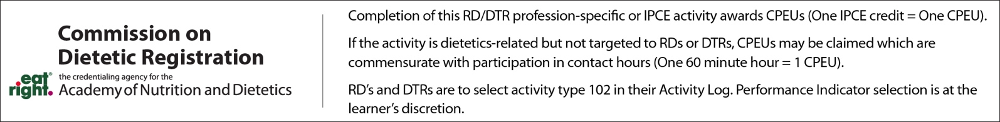 Commission on
Dietetic Registration
eat®
right.
the credentialing agency for the
Academy of Nutrition and Dietetics
Completion of this RD/DTR profession-specific or IPCE activity awards CPEUs (One IPCE credit = One CPEU).
If the activity is dietetics-related but not targeted to RDs or DTRs, CPEUs may be claimed which are
commensurate with participation in contact hours (One 60 minute hour = 1 CPEU).
RD's and DTRs are to select activity type 102 in their Activity Log. Performance Indicator selection is at the
learner's discretion.